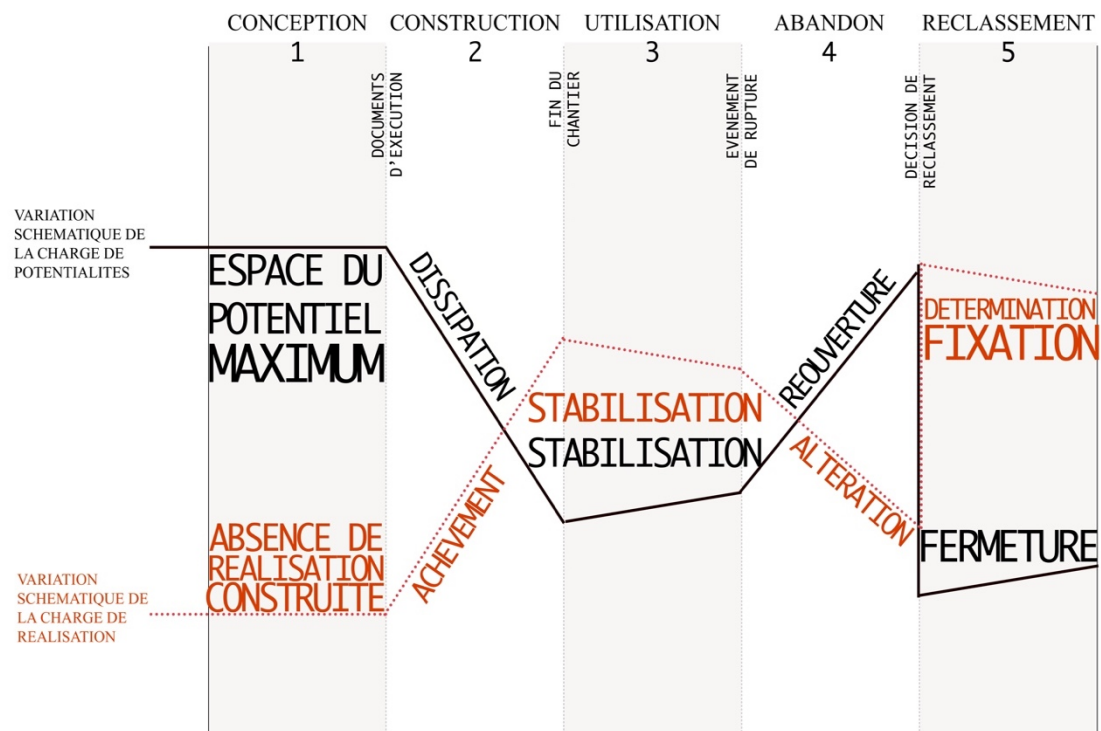 CONCEPTION
1
CONSTRUCTION
2
UTILISATION
3
ABANDON
4
RECLASSEMENT
5
DOCUMENTS
D'EXECUTION
FIN DU
CHANTIER
EVENEMENT
DE RUPTURE
DECISION DE
RECLASSEMENT
VARIATION
SCHEMATIQUE DE
LA CHARGE DE
POTENTIALITES
ESPACE DU
POTENTIEL
MAXIMUM
DISSIPATION
STABILISATION
STABILISATION
REOUVERTURE
DETERMINATION
FIXATION
ABSENCE DE
REALISATION
CONSTRUITE
ACHEVEMENT
ALTERATION
FERMETURE
VARIATION
SCHEMATIQUE DE
LA CHARGE DE
REALISATION